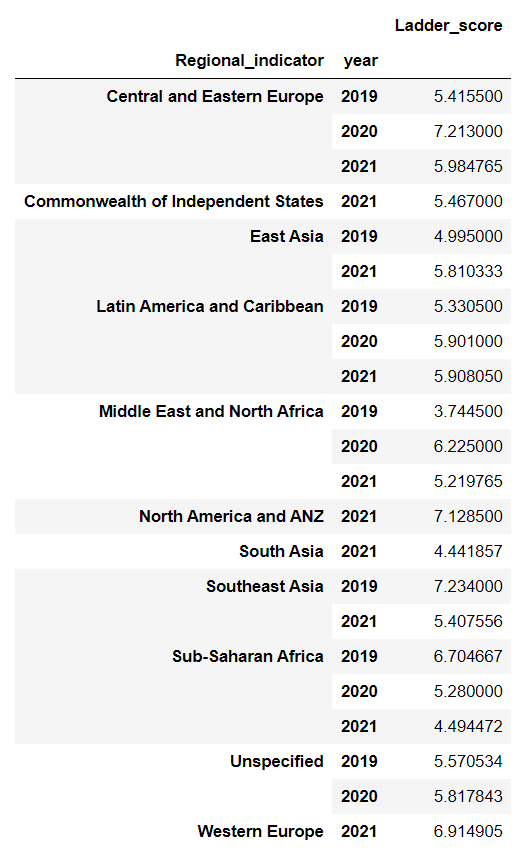 Ladder_score
Regional_indicator year
Central and Eastern Europe 2019 5.415500
2020 7.213000
2021 5.984765
Commonwealth of Independent States 2021 5.467000
East Asia 2019 4.995000
2021 5.810333
Latin America and Caribbean 2019 5.330500
2020 5.901000
2021 5.908050
Middle East and North Africa 2019 3.744500
2020 6.225000
2021 5.219765
North America and ANZ 2021 7.128500
South Asia 2021 4.441857
Southeast Asia 2019 7.234000
2021 5.407556
Sub-Saharan Africa 2019 6.704667
2020 5.280000
2021 4.494472
Unspecified 2019 5.570534
2020 5.817843
Western Europe 2021 6.914905